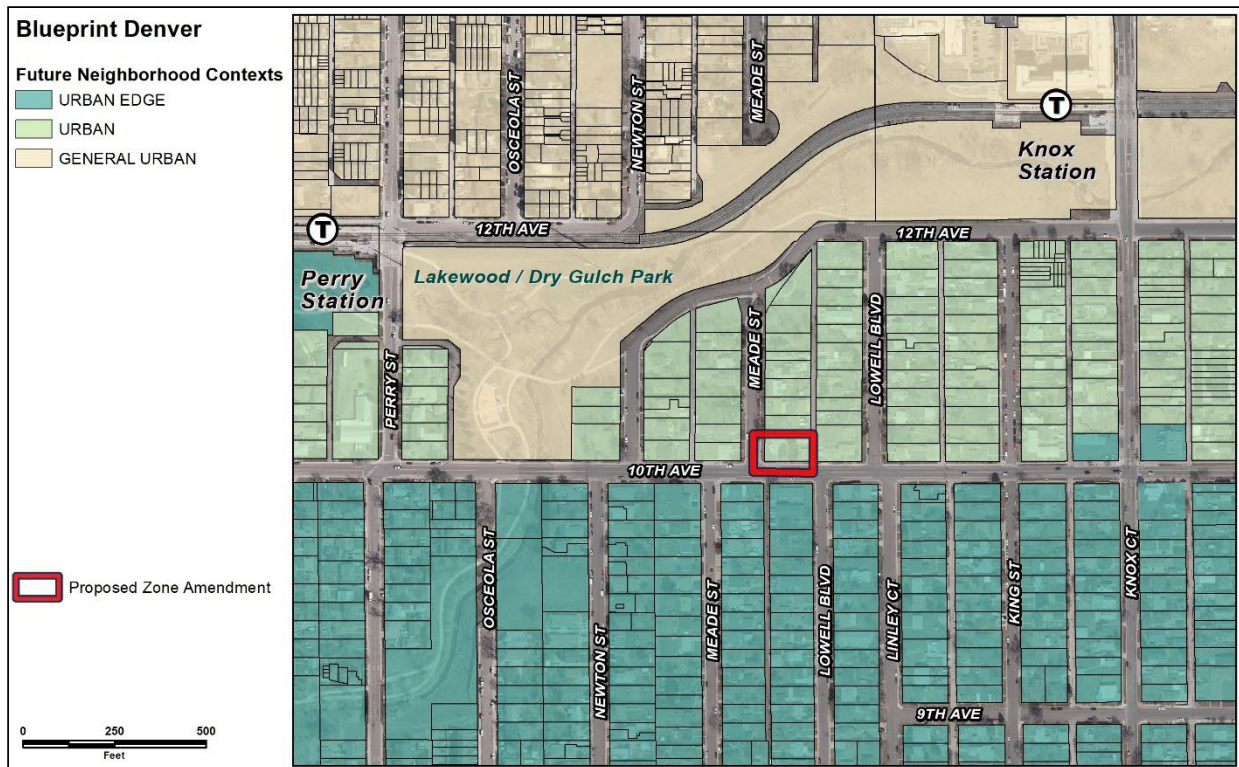 Blueprint Denver
Future Neighborhood Contexts
URBAN EDGE
URBAN
GENERAL URBAN
Proposed Zone Amendment
0 250 500
Feet
OSCEOLA ST
NEWTON ST
MEADE ST
T
Knox
Station
T
12TH AVE
12TH AVE
Perry
Station
Lakewood / Dry Gulch Park
PERRY ST
MEADE ST
LOWELL BLVD
10TH AVE
OSCEOLA ST
NEWTON ST
MEADE ST
LOWELL BLVD
LINLEY CT
KING ST
KNOX CT
9TH AVE